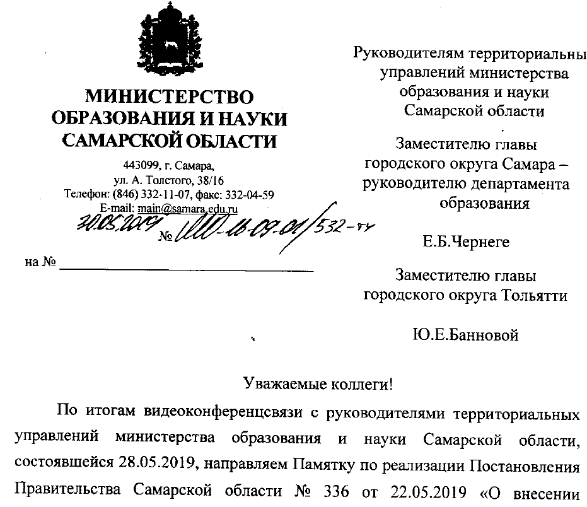 МИНИСТЕРСТВО
ОБРАЗОВАНИЯ И НАУКИ
САМАРСКОЙ ОБЛАСТИ
443099, г. Самара,
ул. А. Толстого, 38/16
Телефон: (846) 332-11-07, факс: 332-04-59
E-mail: main@samara.edu.ru
30.05.2019 № 16-09-01/532-ту
на №
Руководителям территориальны
управлений министерства
образования и науки
Самарской области
Заместителю главы
городского округа Самара –
руководителю департамента
образования
Е.Б.Чернеге
Заместителю главы
городского округа Тольятти
Ю.Е.Банновой
Уважаемые коллеги!
По итогам видеоконференцсвязи с руководителями территориальных
управлений министерства образования и науки Самарской области,
состоявшейся 28.05.2019, направляем Памятку по реализации Постановления
Правительства Самарской области № 336 от 22.05.2019 «О внесении